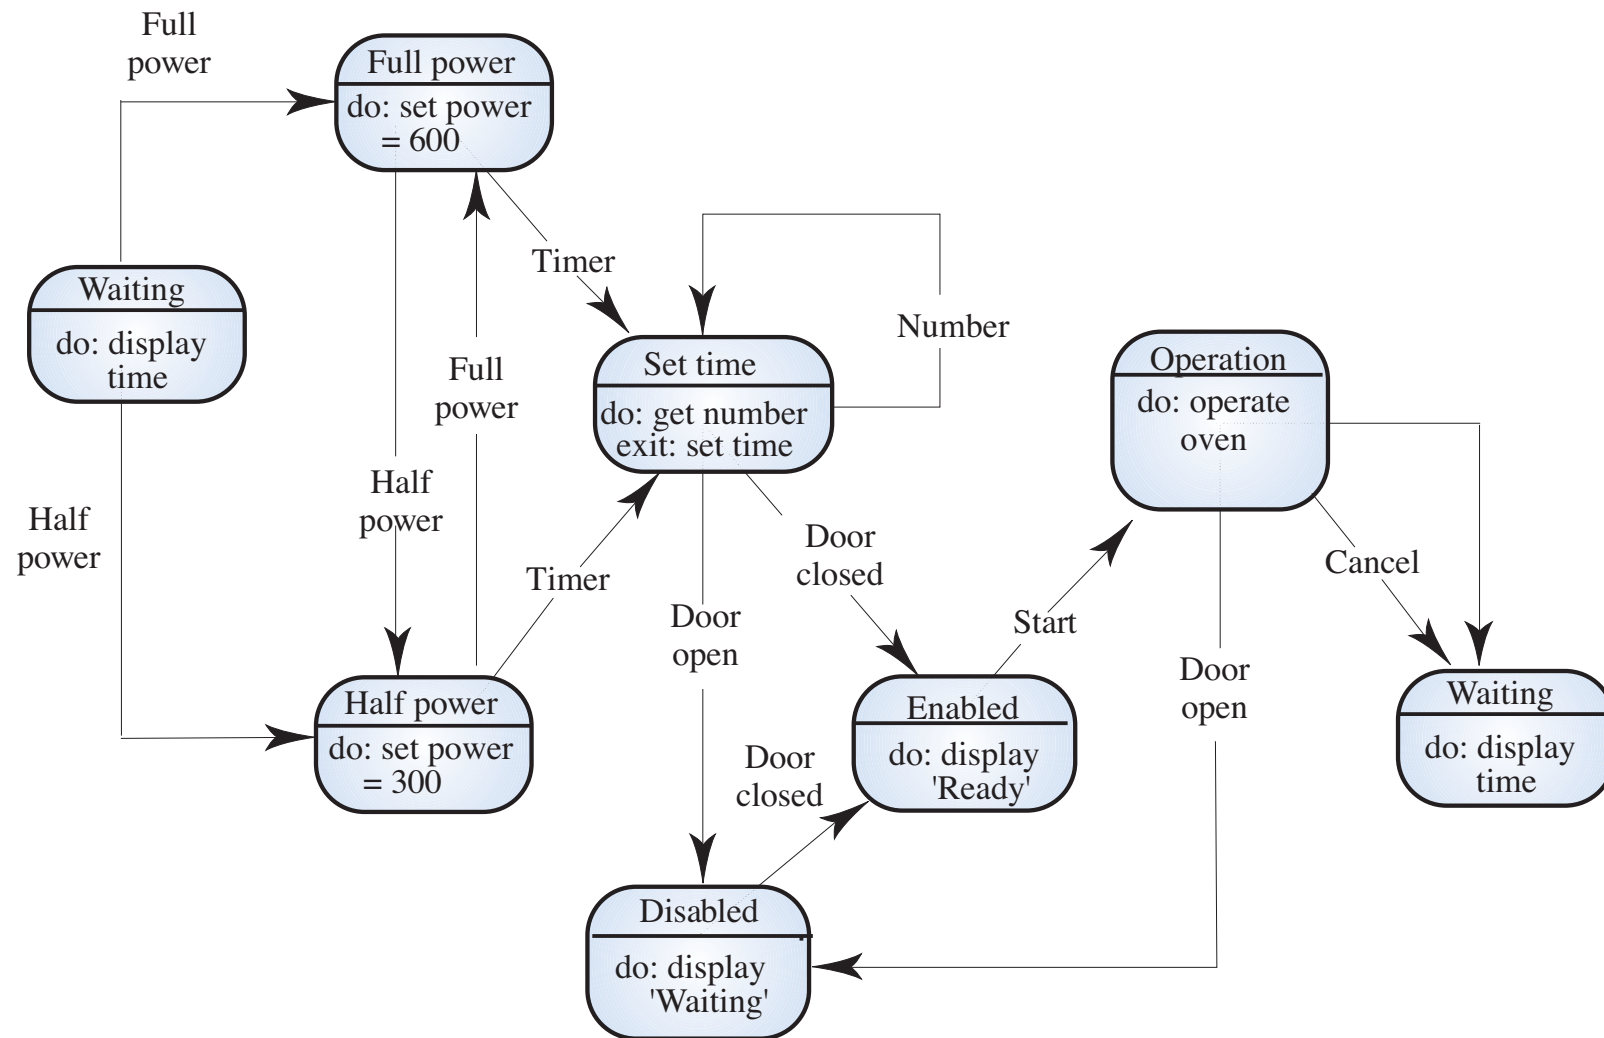 Full
power
Full power
do: set power
= 600
Waiting
do: display
time
Timer
Number
Set time
do: get number
exit: set time
Operation
do: operate
oven
Full
power
Half
power
Half
power
Timer
Door
closed
Door
open
Start
Cancel
Door
open
Half power
do: set power
= 300
Enabled
do: display
'Ready'
Waiting
do: display
time
Door
closed
Disabled
do: display
'Waiting'